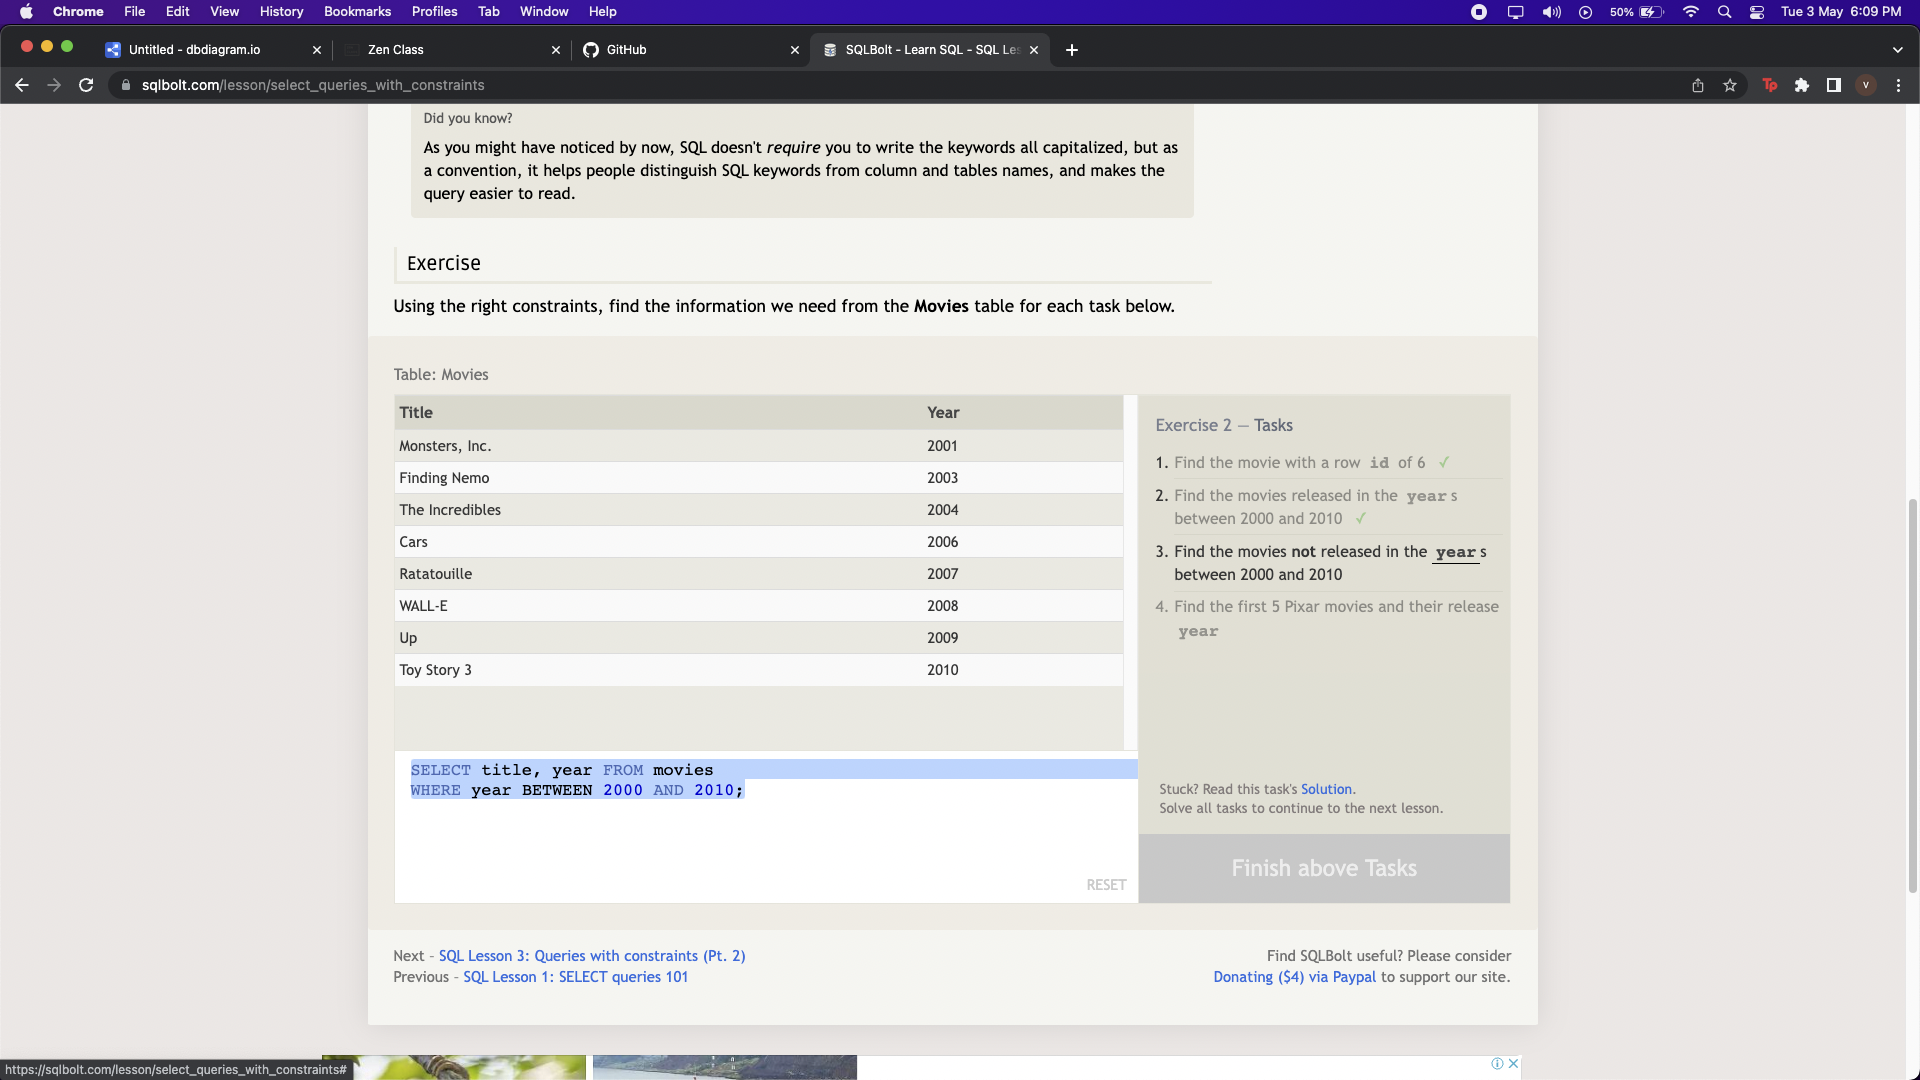 Chrome File Edit View History Bookmarks Profiles Tab Window Help 50% Tue 3 May 6:09 PM
Untitled - dbdiagram.io Zen Class GitHub SQLBolt - Learn SQL - SQL Les
sqlbolt.com/lesson/select_queries_with_constraints Tp V
Did you know?
As you might have noticed by now, SQL doesn't require you to write the keywords all capitalized, but as
a convention, it helps people distinguish SQL keywords from column and tables names, and makes the
query easier to read.
Exercise
Using the right constraints, find the information we need from the Movies table for each task below.
Table: Movies
Title Year
Monsters, Inc. 2001
Finding Nemo 2003
The Incredibles 2004
Cars 2006
Ratatouille 2007
WALL-E 2008
Up 2009
Toy Story 3 2010
SELECT title, year FROM movies
WHERE year BETWEEN 2000 AND 2010;
RESET
Exercise 2 — Tasks
1. Find the movie with a row id of 6 ✓
2. Find the movies released in the year s
between 2000 and 2010 ✓
3. Find the movies not released in the year s
between 2000 and 2010
4. Find the first 5 Pixar movies and their release
year
Stuck? Read this task's Solution.
Solve all tasks to continue to the next lesson.
Finish above Tasks
Next - SQL Lesson 3: Queries with constraints (Pt. 2)
Previous - SQL Lesson 1: SELECT queries 101
Find SQLBolt useful? Please consider
Donating ($4) via Paypal to support our site.
https://sqlbolt.com/lesson/select_queries_with_constraints#